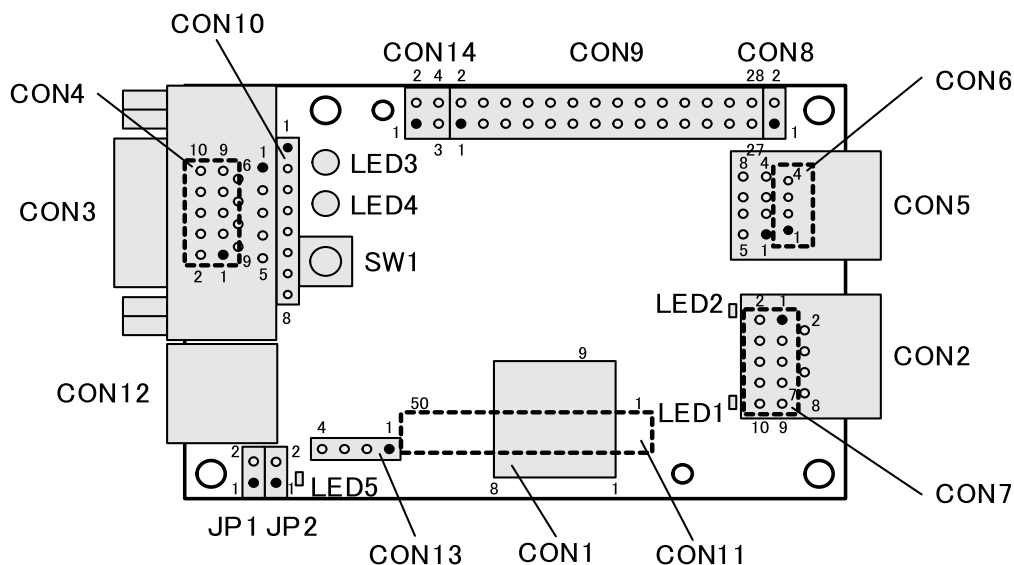 CON10
CON14 CON9 CON8
2 4 2 28 2
CON6
CON4
1 1 1
3 1 27
10 9 6 1
LED3
8 4 4
LED4
CON3
CON5
SW1
5 1 1
2 1 9 5
8
LED2
2 1
2
CON2
9
CON12
50 1
LED1
7 8
10 9
4 1
2 2
1 1
LED5
8 1
CON7
JP1 JP2
CON13 CON1 CON11